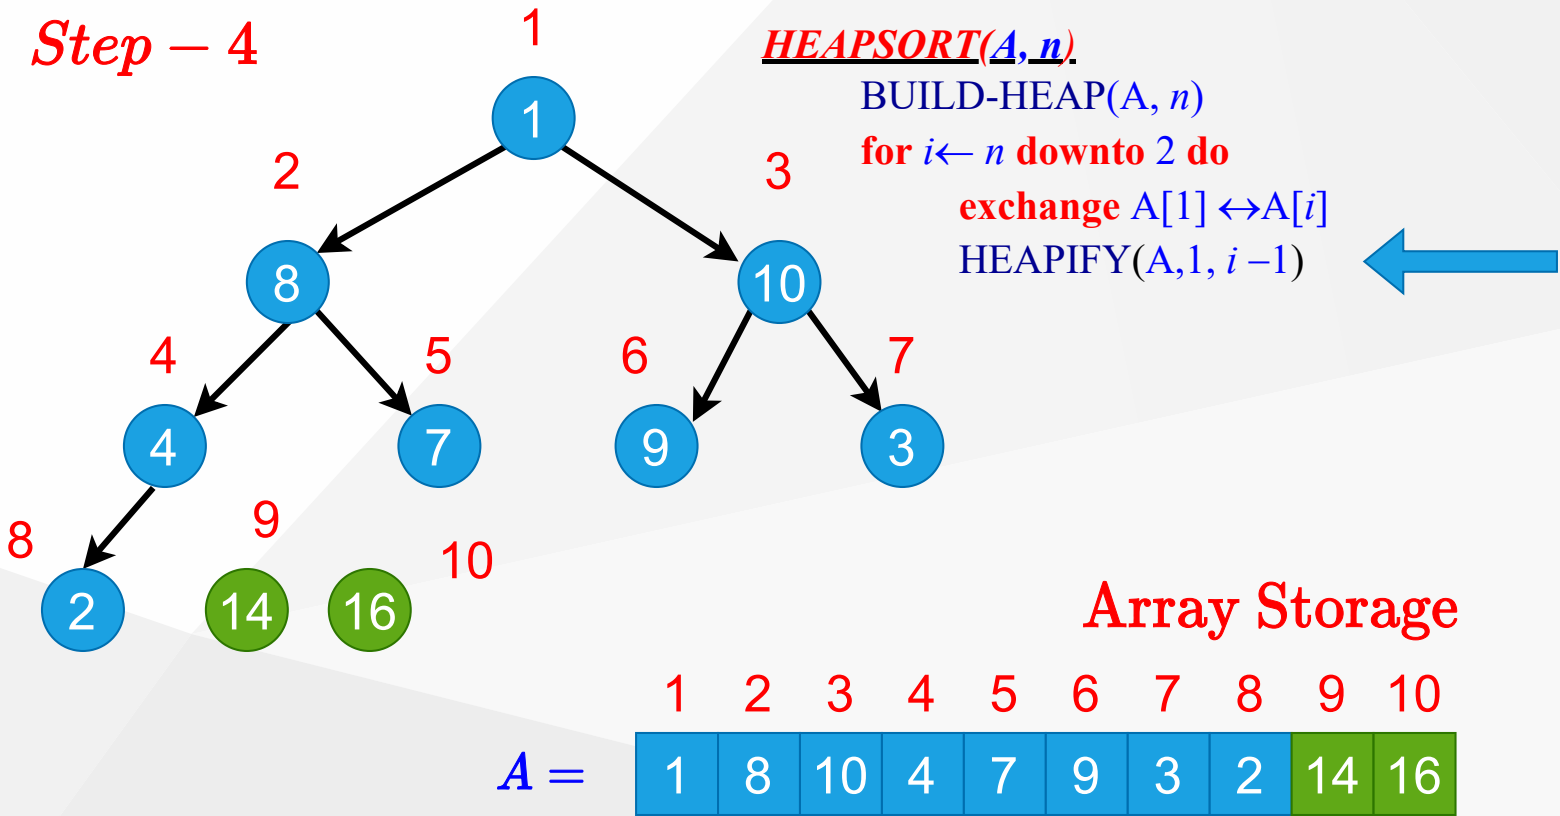 Step – 4
HEAPSORT(A, n)
BUILD-HEAP(A, n)
for i← n downto 2 do
exchange A[1] ↔A[i]
HEAPIFY(A,1, i –1)
1
1
2
3
8
10
4
5
6
7
4
7
9
3
8
9
10
2
14
16
Array Storage
1 2 3 4 5 6 7 8 9 10
A = 1 8 10 4 7 9 3 2 14 16